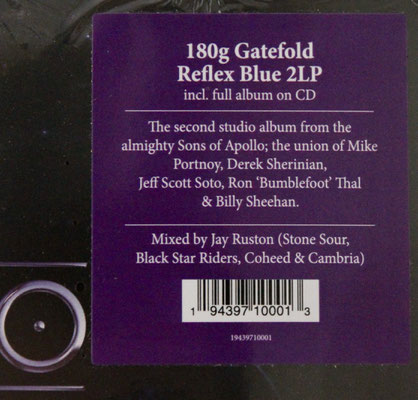 180g Gatefold
Reflex Blue 2LP
incl. full album on CD
The second studio album from the
almighty Sons of Apollo; the union of Mike
Portnoy, Derek Sherinian,
Jeff Scott Soto, Ron ‘Bumblefoot’ Thal
& Billy Sheehan.
Mixed by Jay Ruston (Stone Sour,
Black Star Riders, Coheed & Cambria)
1 94397 10001 3
19439710001